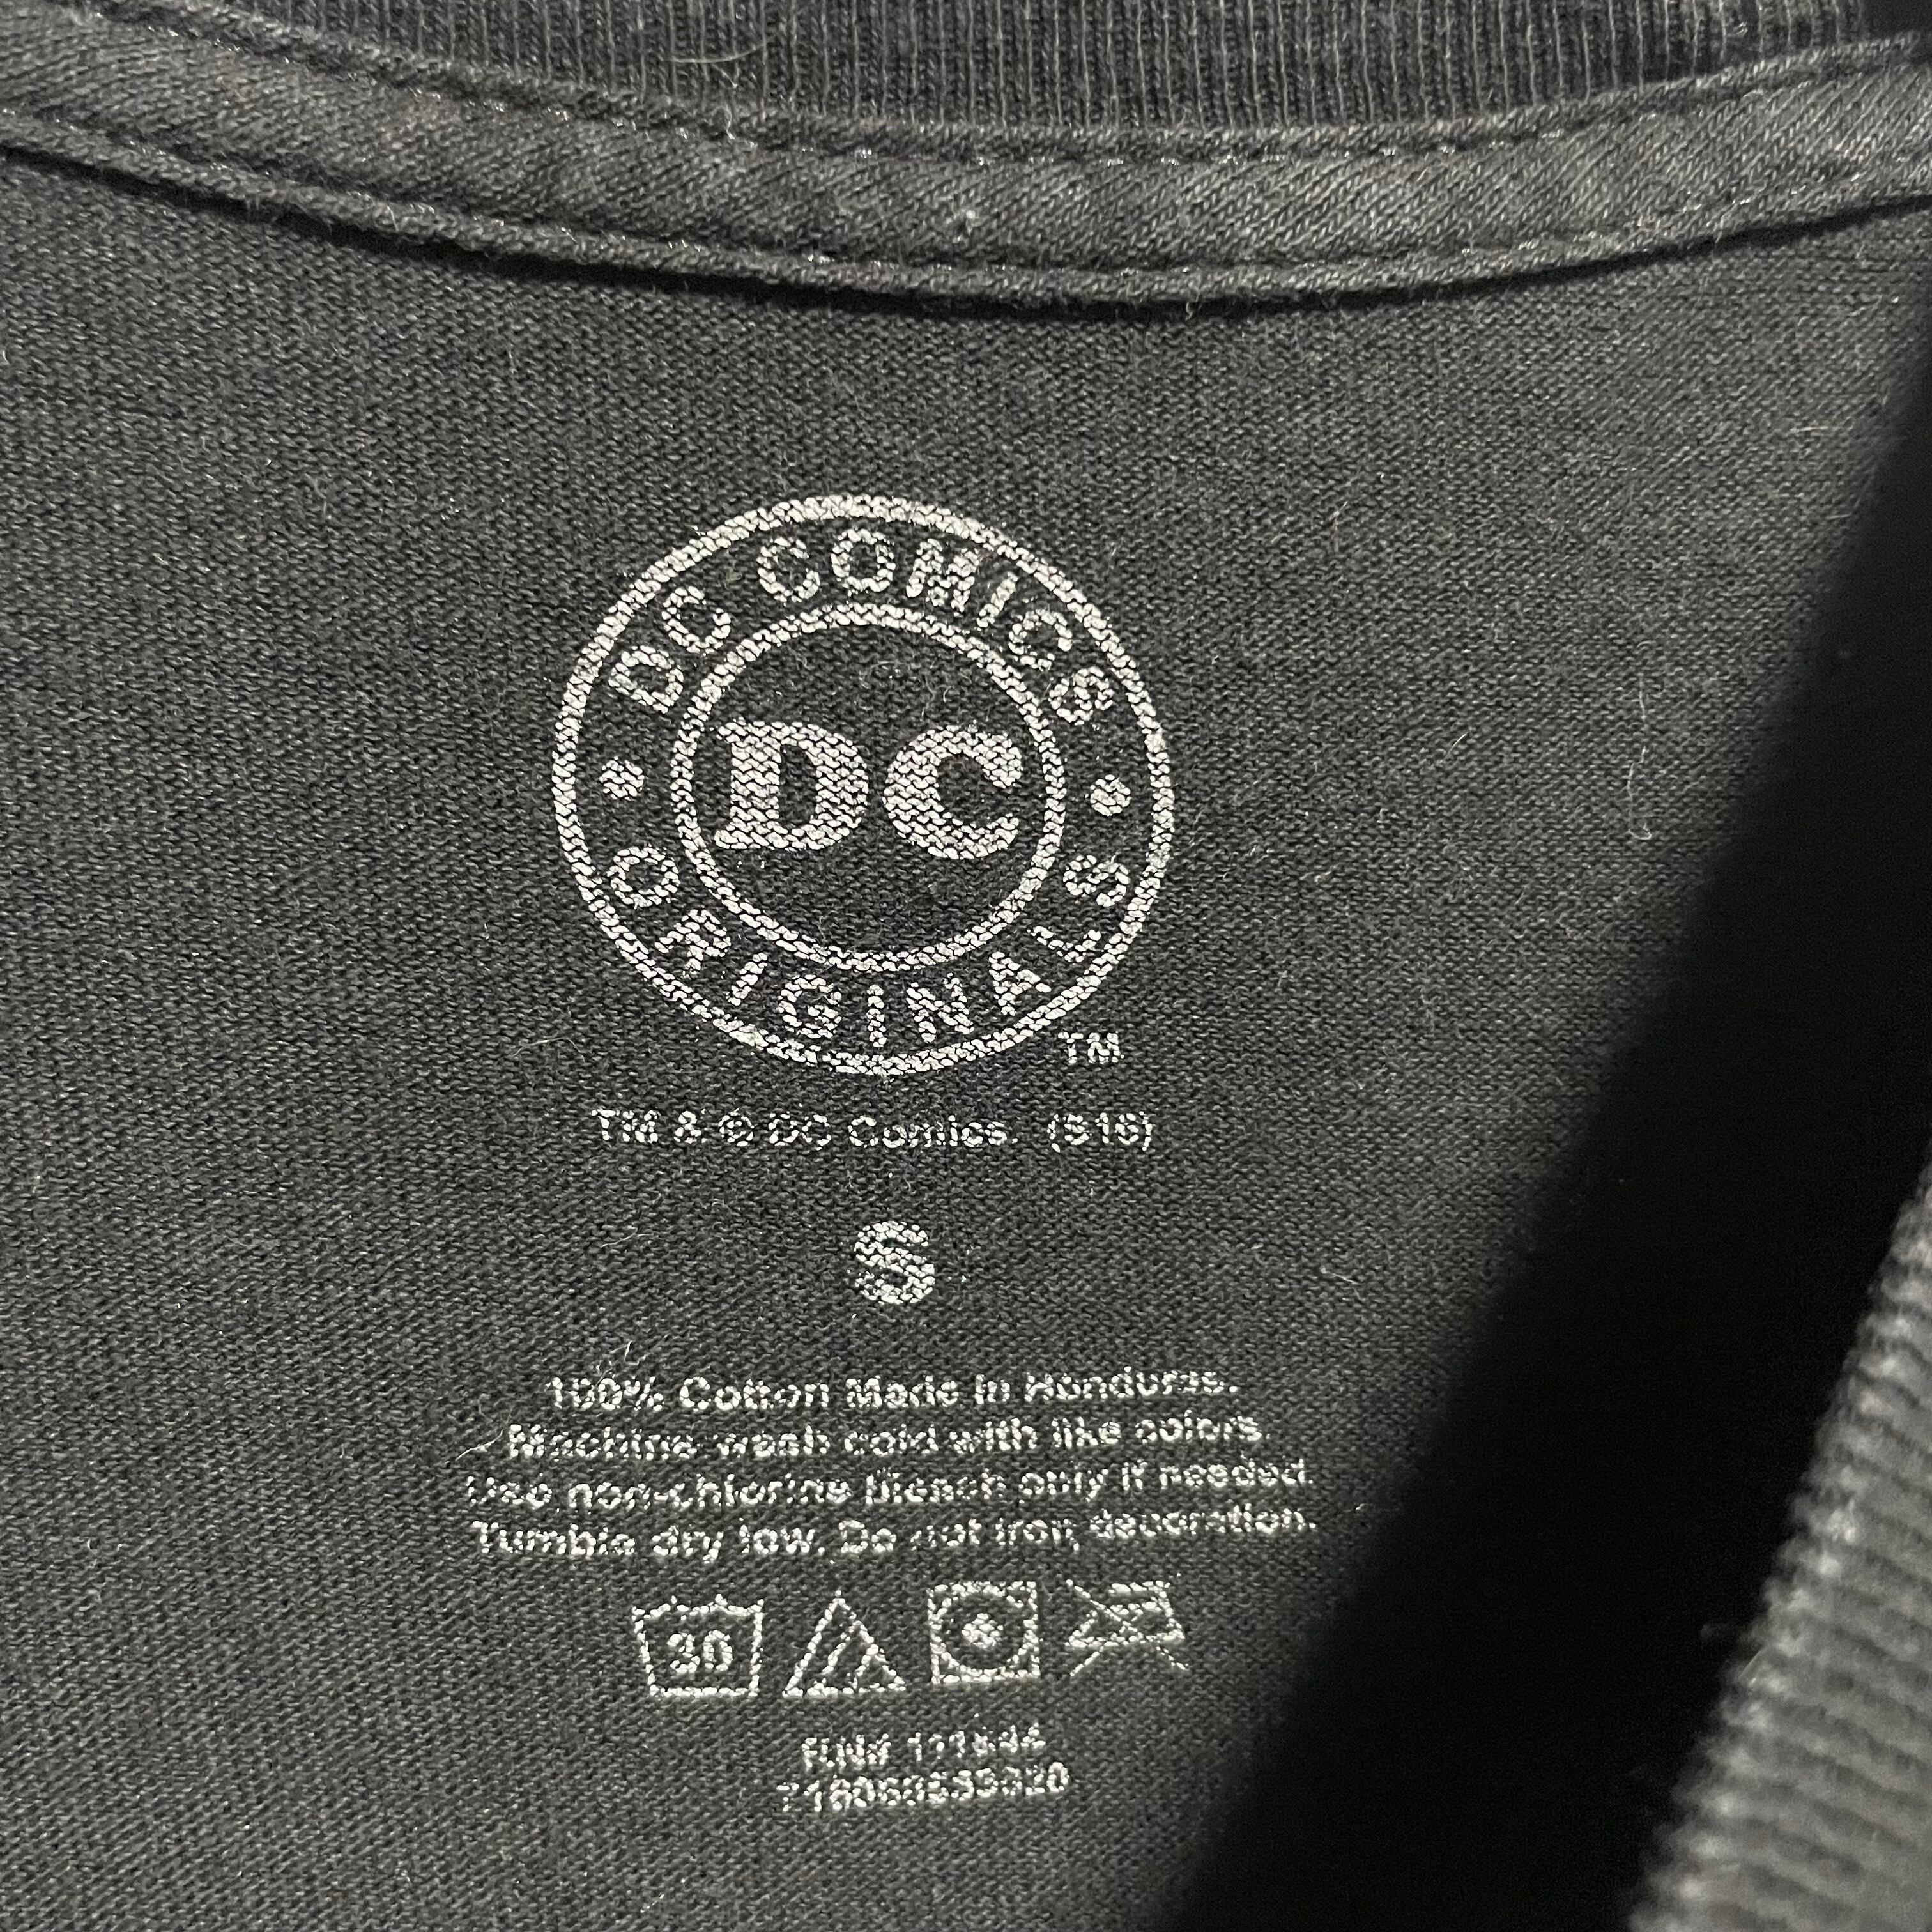 DC COMICS
DC
ORIGINALS
TM
TM & © DC Comics. (S16)
S
100% Cotton Made in Honduras.
Machine wash cold with like colors.
Use non-chlorine bleach only if needed.
Tumble dry low. Do not iron decoration.
30
RN#